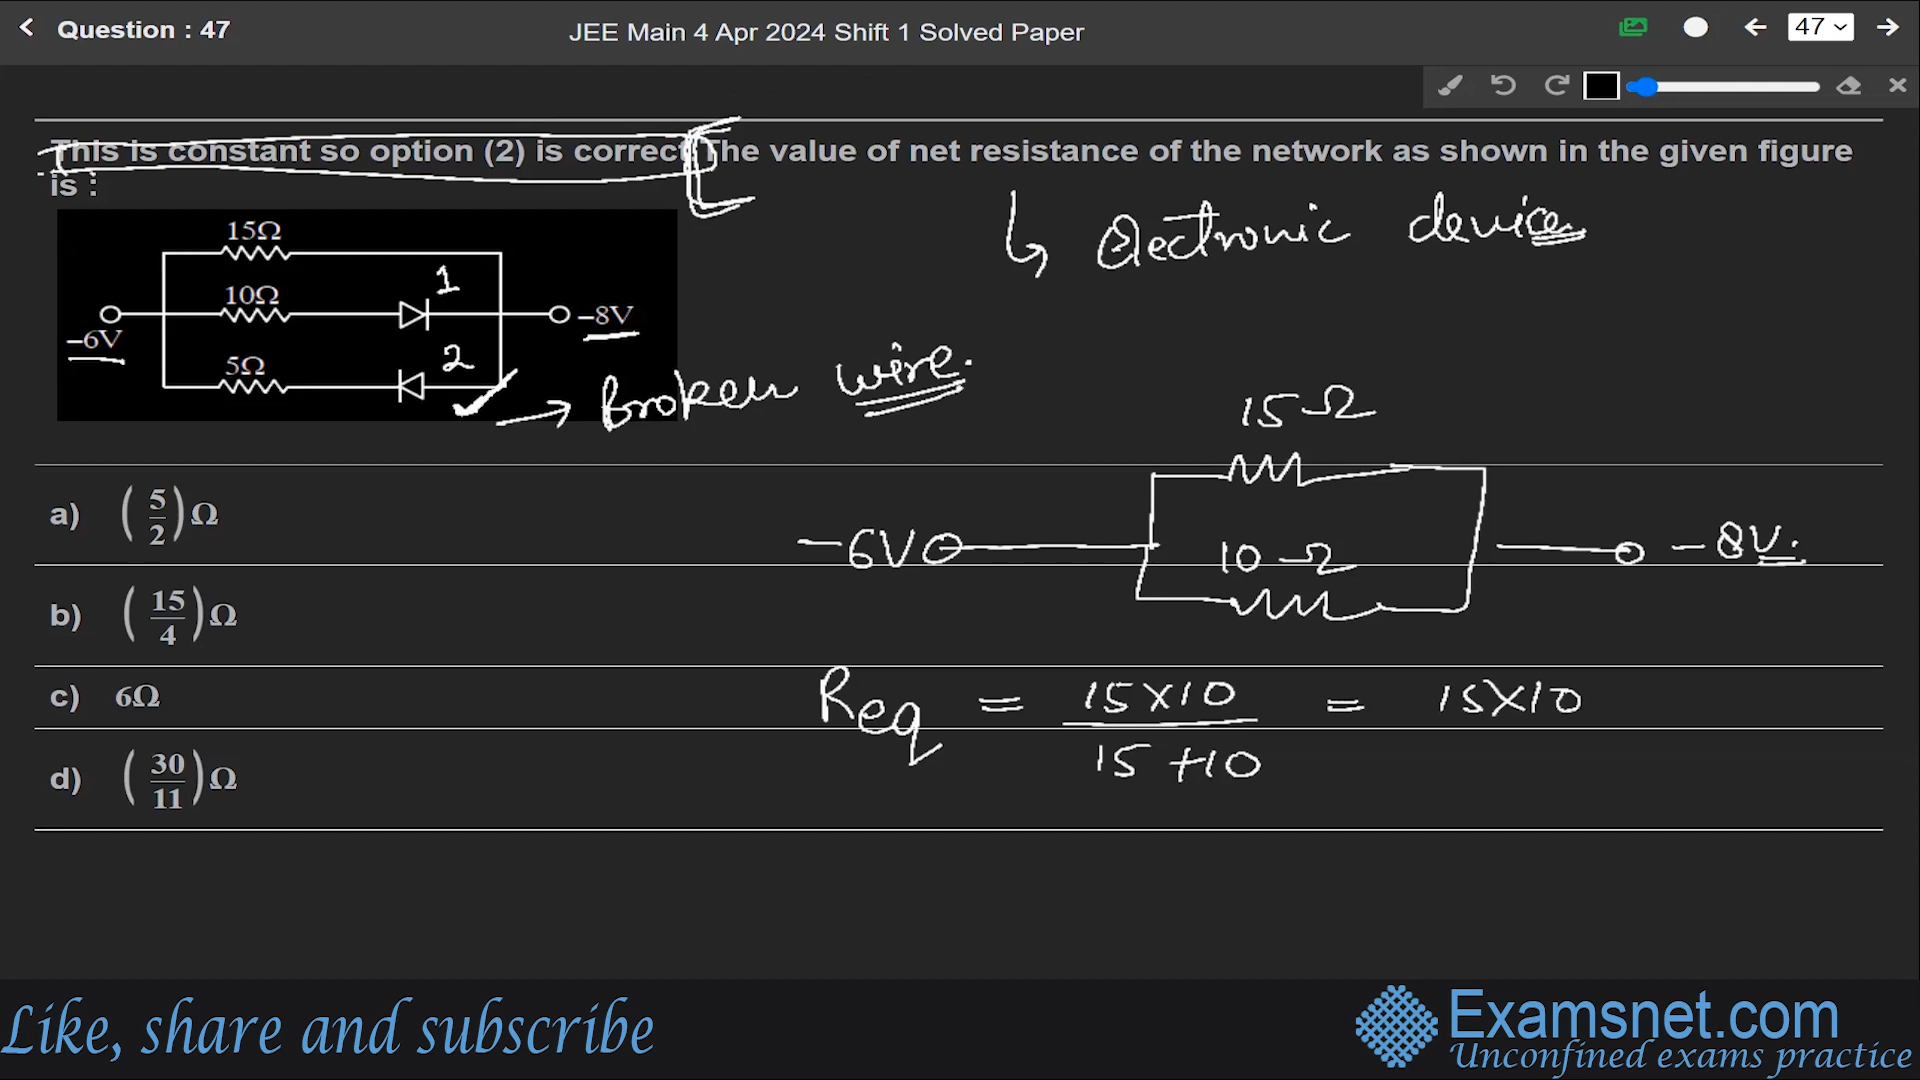 Question : 47
JEE Main 4 Apr 2024 Shift 1 Solved Paper
47
This is constant so option (2) is correct The value of net resistance of the network as shown in the given figure
is :
15Ω
10Ω
5Ω
-6V
-8V
1
2
Electronic device
→ Broken wire.
15 Ω
10 Ω
-6V
-8V.
a) (5/2) Ω
b) (15/4) Ω
c) 6Ω
d) (30/11) Ω
Req = 15×10 / 15+10 = 15×10
Like, share and subscribe
Examsnet.com
Unconfined exams practice